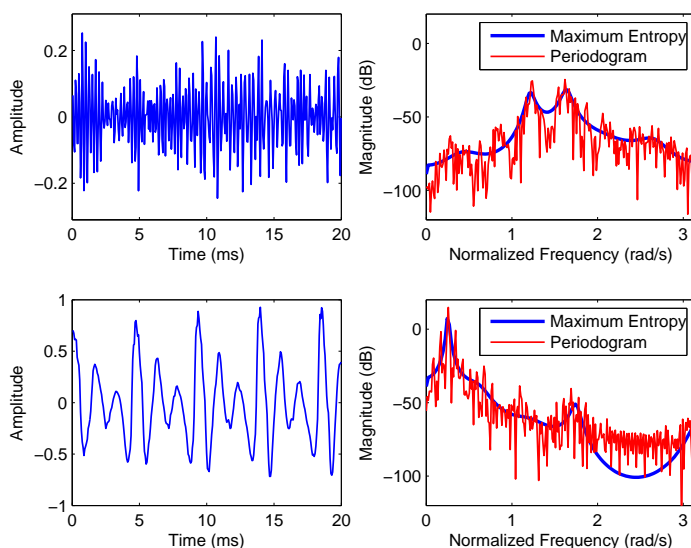 0.2
0
−0.2
Amplitude
0 5 10 15 20
Time (ms)
0
−50
−100
Magnitude (dB)
Maximum Entropy
Periodogram
0 1 2 3
Normalized Frequency (rad/s)
1
0.5
0
−0.5
−1
Amplitude
0 5 10 15 20
Time (ms)
0
−50
−100
Magnitude (dB)
Maximum Entropy
Periodogram
0 1 2 3
Normalized Frequency (rad/s)